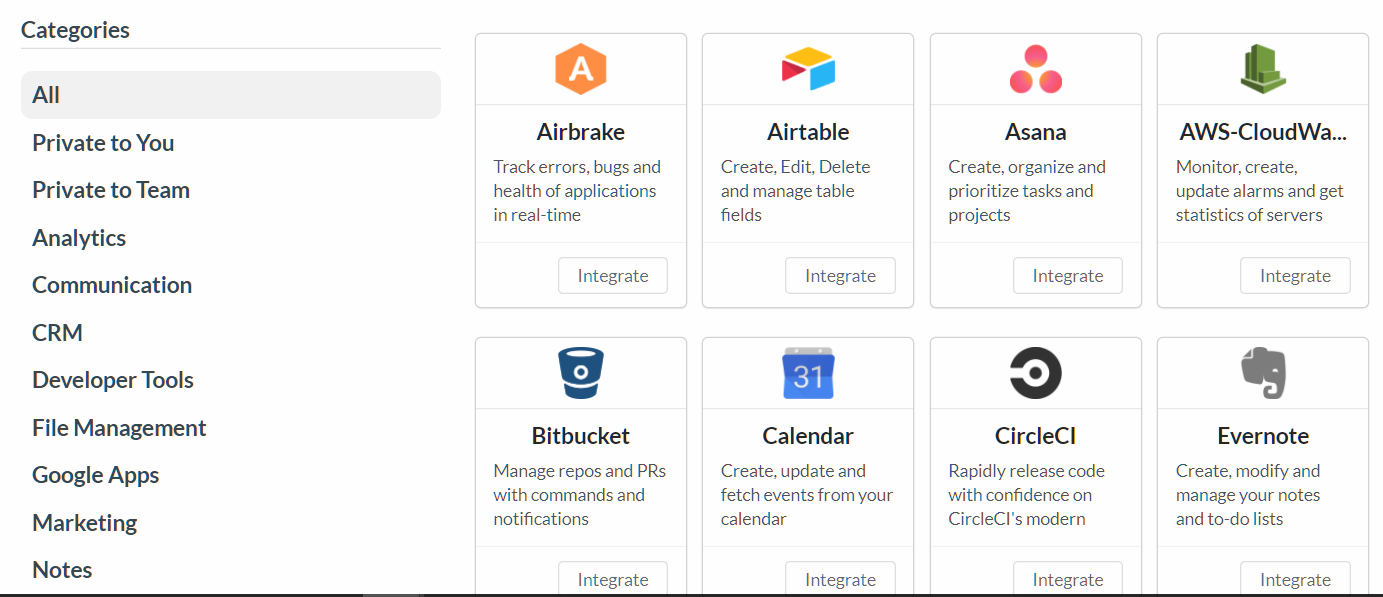 Categories
All
Private to You
Private to Team
Analytics
Communication
CRM
Developer Tools
File Management
Google Apps
Marketing
Notes
A
Airbrake
Track errors, bugs and
health of applications
in real-time
Integrate
Airtable
Create, Edit, Delete
and manage table
fields
Integrate
Asana
Create, organize and
prioritize tasks and
projects
Integrate
AWS-CloudWa...
Monitor, create,
update alarms and get
statistics of servers
Integrate
Bitbucket
Manage repos and PRs
with commands and
notifications
Integrate
31
Calendar
Create, update and
fetch events from your
calendar
Integrate
CircleCI
Rapidly release code
with confidence on
CircleCI's modern
Integrate
Evernote
Create, modify and
manage your notes
and to-do lists
Integrate